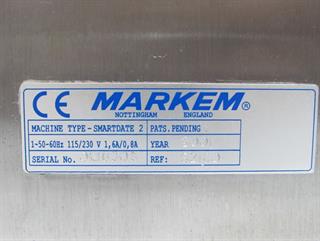 CE MARKEM®
NOTTINGHAM ENGLAND
MACHINE TYPE - SMARTDATE 2 PATS. PENDING
1-50-60Hz 115/230 V 1,6A/0,8A YEAR
SERIAL No. REF: